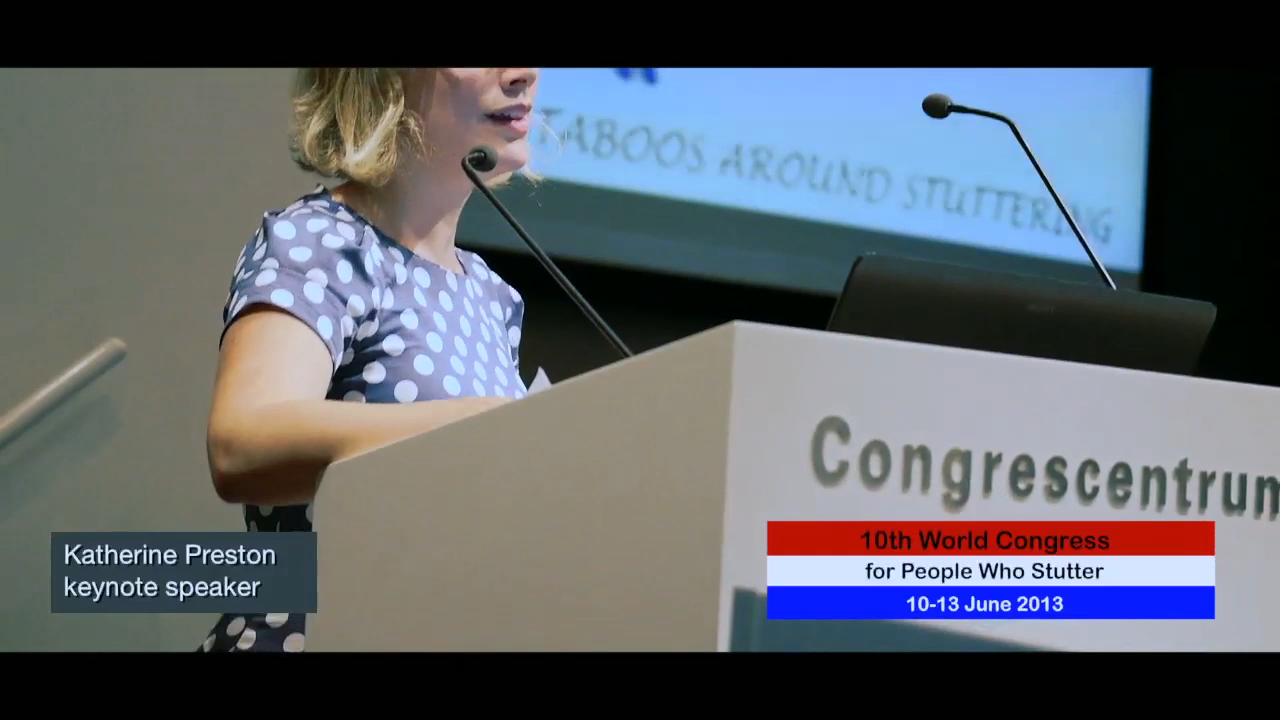 TABOOS AROUND STUTTERING
Congrescentrum
Katherine Preston
keynote speaker
10th World Congress
for People Who Stutter
10-13 June 2013